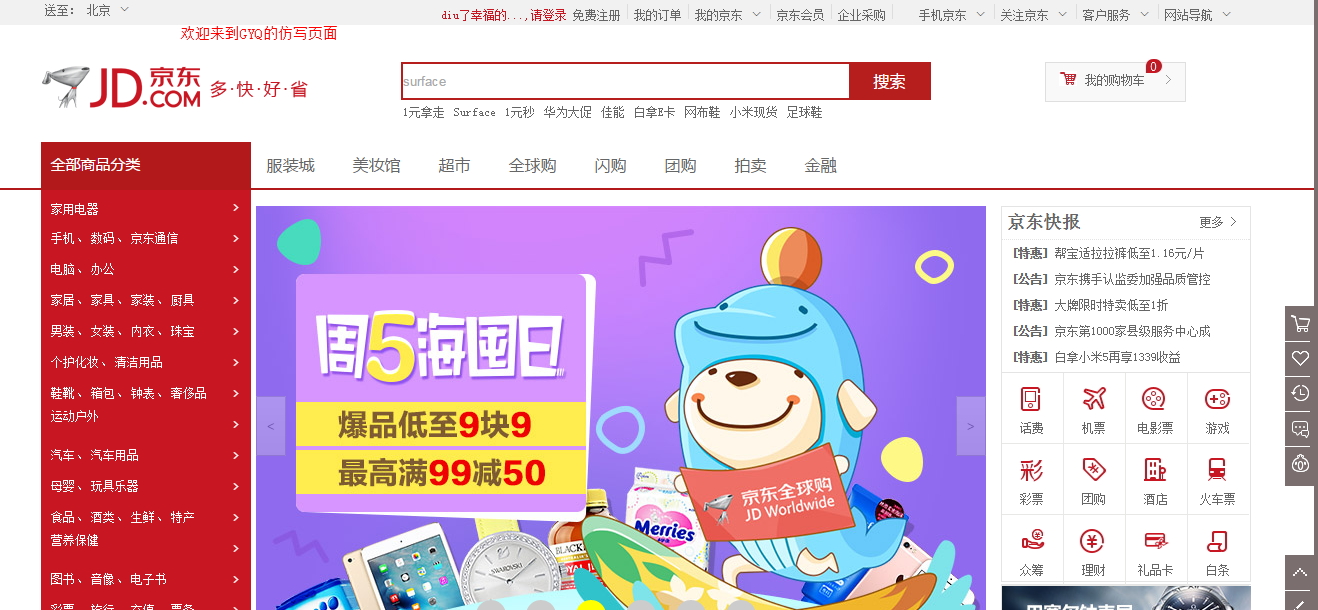 送至： 北京
diu了幸福的...,请登录 免费注册 我的订单 我的京东 京东会员 企业采购 手机京东 关注京东 客户服务 网站导航
欢迎来到GYQ的仿写页面
JD.COM 京东 多·快·好·省
surface
搜索
我的购物车 0
1元拿走 Surface 1元秒 华为大促 佳能 白拿E卡 网布鞋 小米现货 足球鞋
全部商品分类 服装城 美妆馆 超市 全球购 闪购 团购 拍卖 金融
家用电器 >
手机、数码、京东通信 >
电脑、办公 >
家居、家具、家装、厨具 >
男装、女装、内衣、珠宝 >
个护化妆、清洁用品 >
鞋靴、箱包、钟表、奢侈品 >
运动户外 >
汽车、汽车用品 >
母婴、玩具乐器 >
食品、酒类、生鲜、特产 >
营养保健 >
图书、音像、电子书 >
彩票、旅行、充值、票务 >
周5海囤日
爆品低至9块9
最高满99减50
< >
京东全球购
JD Worldwide
Merries
SWAROVSKI
BLACK
京东快报 更多 >
[特惠] 帮宝适拉拉裤低至1.16元/片
[公告] 京东携手认监委加强品质管控
[特惠] 大牌限时特卖低至1折
[公告] 京东第1000家县级服务中心成
[特惠] 白拿小米5再享1339收益
话费 机票 电影票 游戏
彩
彩票 团购 酒店 火车票
众筹 理财 礼品卡 白条